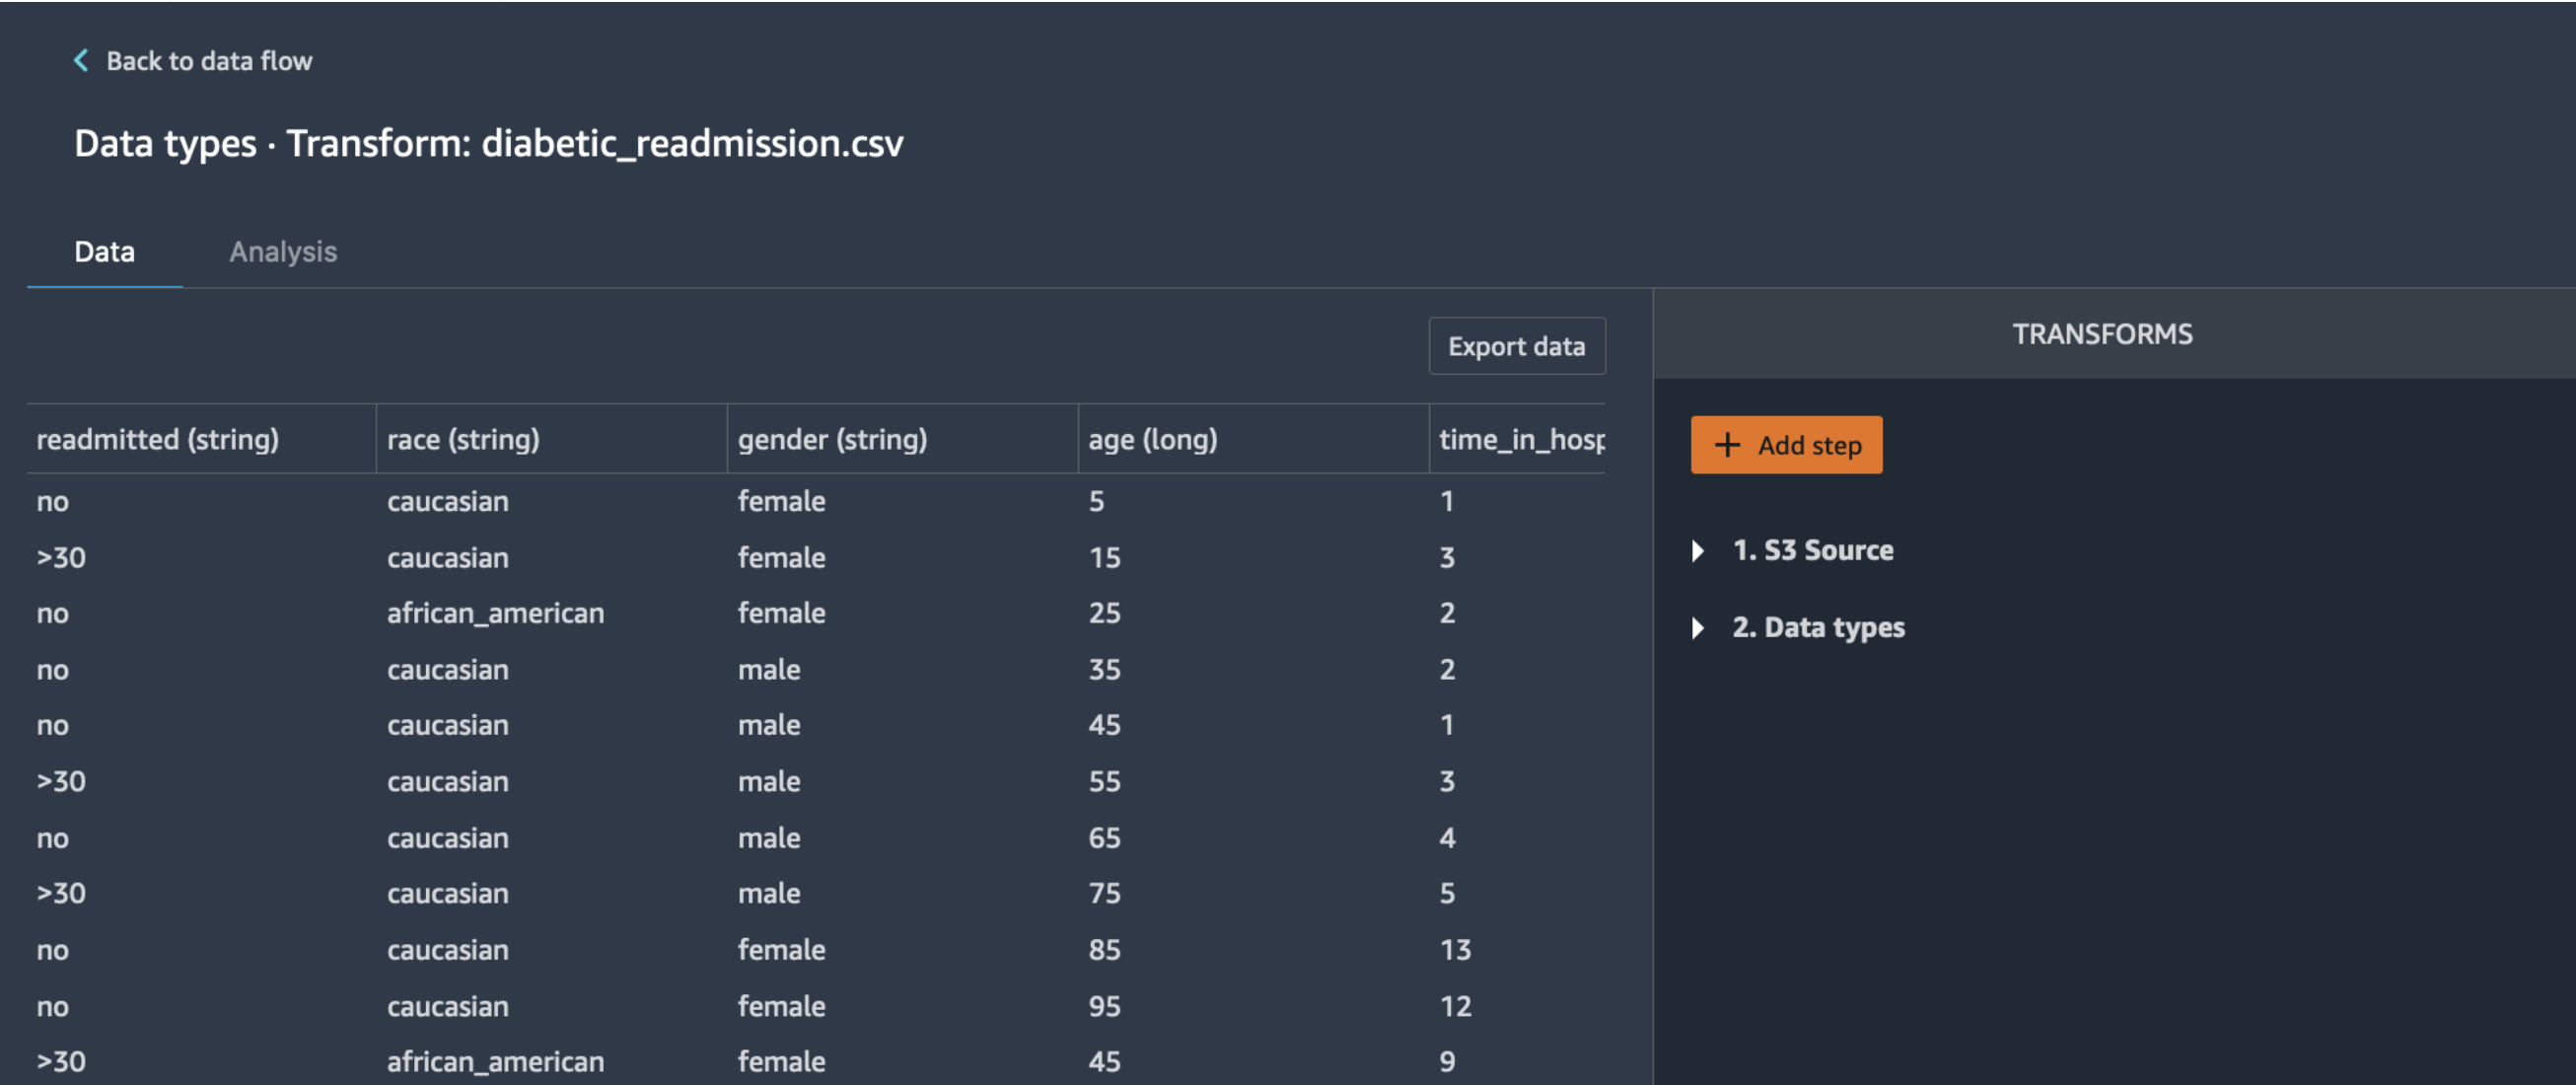 Back to data flow
Data types · Transform: diabetic_readmission.csv
Data Analysis
Export data
readmitted (string) race (string) gender (string) age (long) time_in_hosp
no caucasian female 5 1
>30 caucasian female 15 3
no african_american female 25 2
no caucasian male 35 2
no caucasian male 45 1
>30 caucasian male 55 3
no caucasian male 65 4
>30 caucasian male 75 5
no caucasian female 85 13
no caucasian female 95 12
>30 african_american female 45 9
TRANSFORMS
+ Add step
1. S3 Source
2. Data types